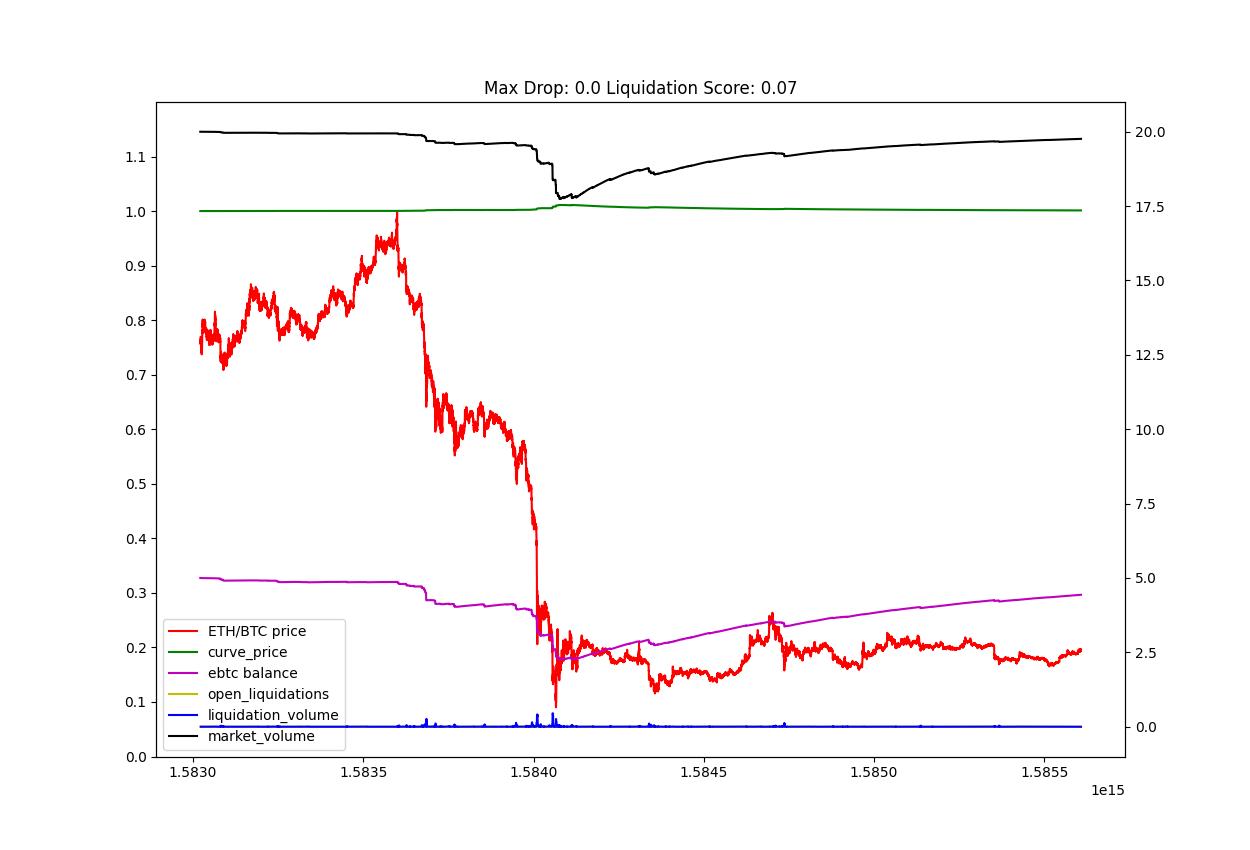 Max Drop: 0.0 Liquidation Score: 0.07
1.1
1.0
0.9
0.8
0.7
0.6
0.5
0.4
0.3
0.2
0.1
0.0
20.0
17.5
15.0
12.5
10.0
7.5
5.0
2.5
0.0
ETH/BTC price
curve_price
ebtc balance
open_liquidations
liquidation_volume
market_volume
1.5830 1.5835 1.5840 1.5845 1.5850 1.5855
1e15